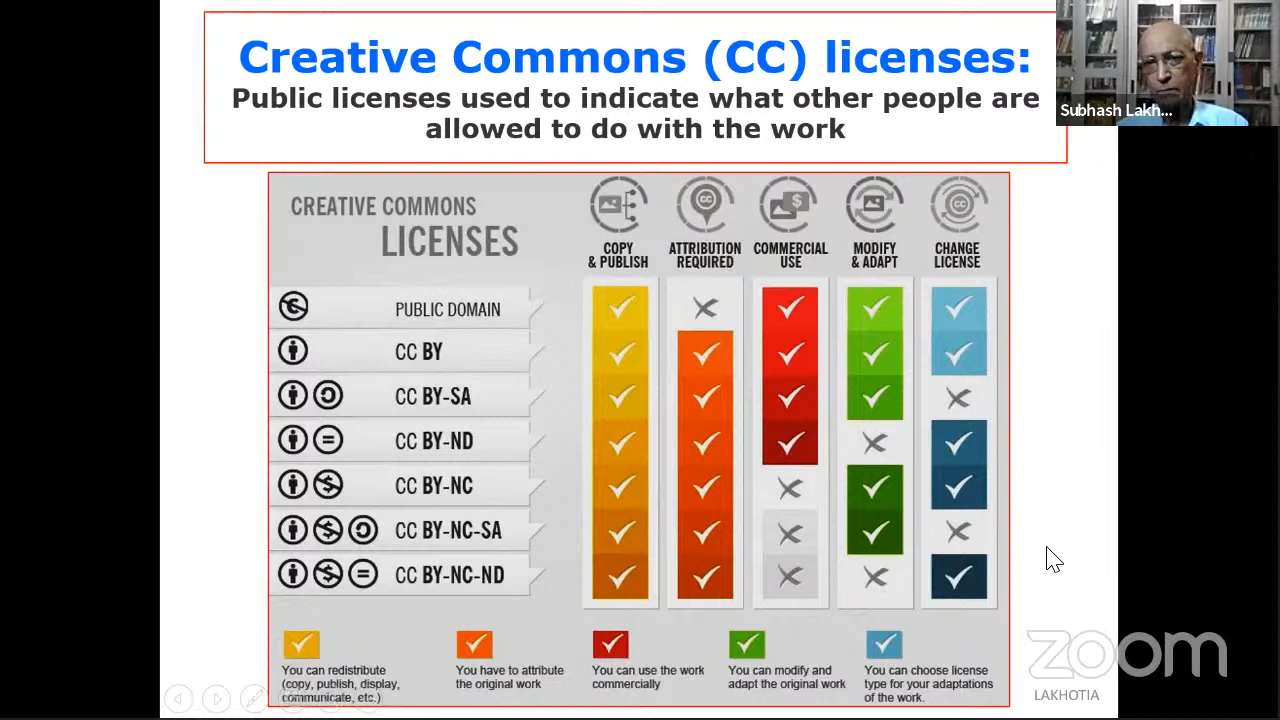 Creative Commons (CC) licenses:
Public licenses used to indicate what other people are
allowed to do with the work
Subhash Lakh...
CREATIVE COMMONS
LICENSES
COPY
& PUBLISH
ATTRIBUTION
REQUIRED
COMMERCIAL
USE
MODIFY
& ADAPT
CHANGE
LICENSE
PUBLIC DOMAIN
CC BY
CC BY-SA
CC BY-ND
CC BY-NC
CC BY-NC-SA
CC BY-NC-ND
You can redistribute
(copy, publish, display,
communicate, etc.)
You have to attribute
the original work
You can use the work
commercially
You can modify and
adapt the original work
You can choose license
type for your adaptations
of the work.
zoom
LAKHOTIA